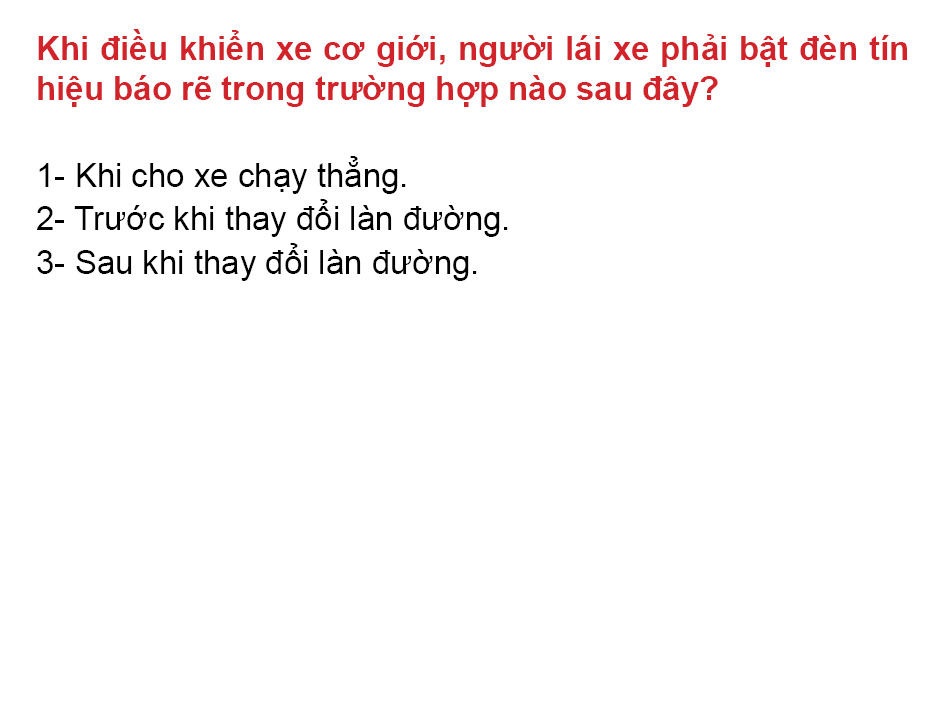 Khi điều khiển xe cơ giới, người lái xe phải bật đèn tín
hiệu báo rẽ trong trường hợp nào sau đây?
1- Khi cho xe chạy thẳng.
2- Trước khi thay đổi làn đường.
3- Sau khi thay đổi làn đường.